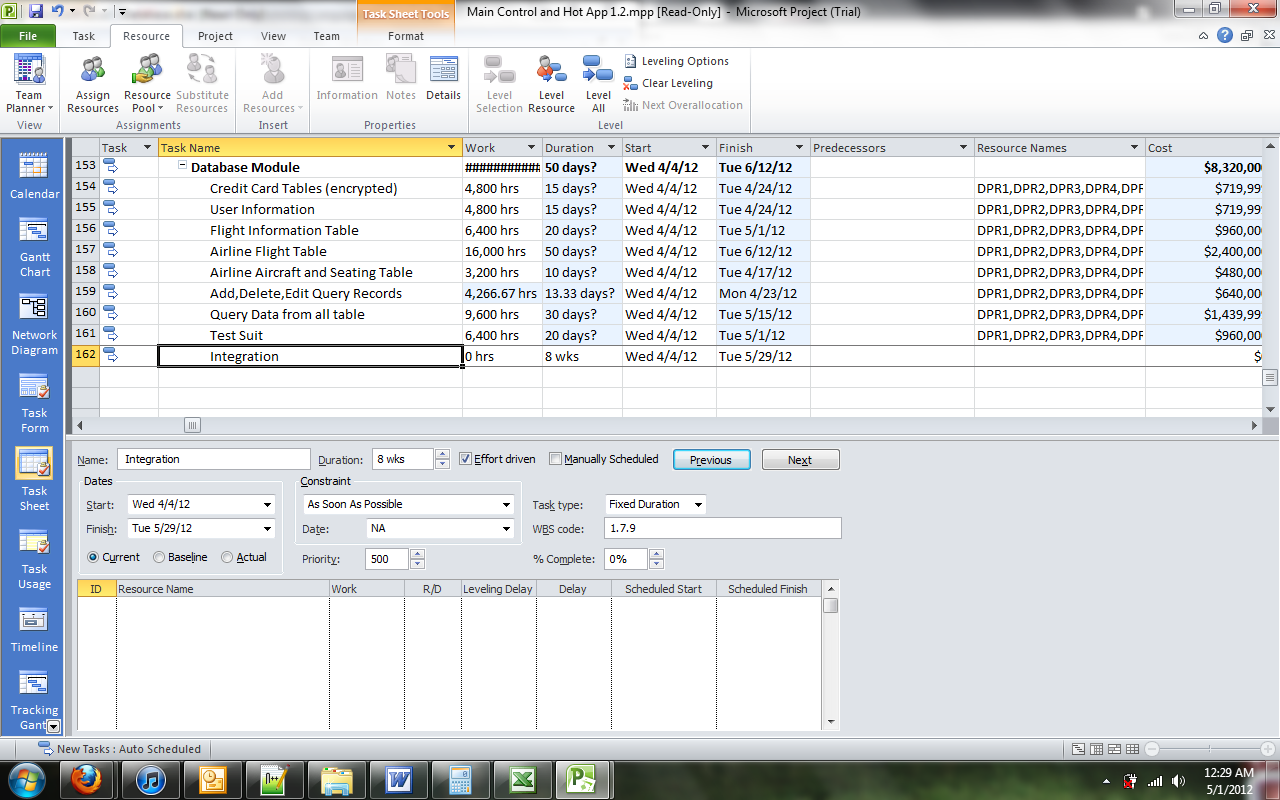 Task Sheet Tools
Main Control and Hot App 1.2.mpp [Read-Only] - Microsoft Project (Trial)
File Task Resource Project View Team Format
Team Planner
Assign Resources
Resource Pool
Substitute Resources
Add Resources
Information
Notes
Details
Level Selection
Level Resource
Level All
Leveling Options
Clear Leveling
Next Overallocation
View Assignments Insert Properties Level
Task Task Name Work Duration Start Finish Predecessors Resource Names Cost
153 Database Module ########### 50 days? Wed 4/4/12 Tue 6/12/12 $8,320,00
154 Credit Card Tables (encrypted) 4,800 hrs 15 days? Wed 4/4/12 Tue 4/24/12 DPR1,DPR2,DPR3,DPR4,DPF $719,99
155 User Information 4,800 hrs 15 days? Wed 4/4/12 Tue 4/24/12 DPR1,DPR2,DPR3,DPR4,DPF $719,99
156 Flight Information Table 6,400 hrs 20 days? Wed 4/4/12 Tue 5/1/12 DPR1,DPR2,DPR3,DPR4,DPF $960,00
157 Airline Flight Table 16,000 hrs 50 days? Wed 4/4/12 Tue 6/12/12 DPR1,DPR2,DPR3,DPR4,DPF $2,400,00
158 Airline Aircraft and Seating Table 3,200 hrs 10 days? Wed 4/4/12 Tue 4/17/12 DPR1,DPR2,DPR3,DPR4,DPF $480,00
159 Add,Delete,Edit Query Records 4,266.67 hrs 13.33 days? Wed 4/4/12 Mon 4/23/12 DPR1,DPR2,DPR3,DPR4,DPF $640,00
160 Query Data from all table 9,600 hrs 30 days? Wed 4/4/12 Tue 5/15/12 DPR1,DPR2,DPR3,DPR4,DPF $1,439,99
161 Test Suit 6,400 hrs 20 days? Wed 4/4/12 Tue 5/1/12 DPR1,DPR2,DPR3,DPR4,DPF $960,00
162 Integration 0 hrs 8 wks Wed 4/4/12 Tue 5/29/12 $
Calendar
Gantt Chart
Network Diagram
Task Form
Task Sheet
Task Usage
Timeline
Tracking Gant
Name: Integration Duration: 8 wks Effort driven Manually Scheduled Previous Next
Dates Constraint
Start: Wed 4/4/12 As Soon As Possible Task type: Fixed Duration
Finish: Tue 5/29/12 Date: NA WBS code: 1.7.9
Current Baseline Actual Priority: 500 % Complete: 0%
ID Resource Name Work R/D Leveling Delay Delay Scheduled Start Scheduled Finish
New Tasks : Auto Scheduled
12:29 AM
5/1/2012